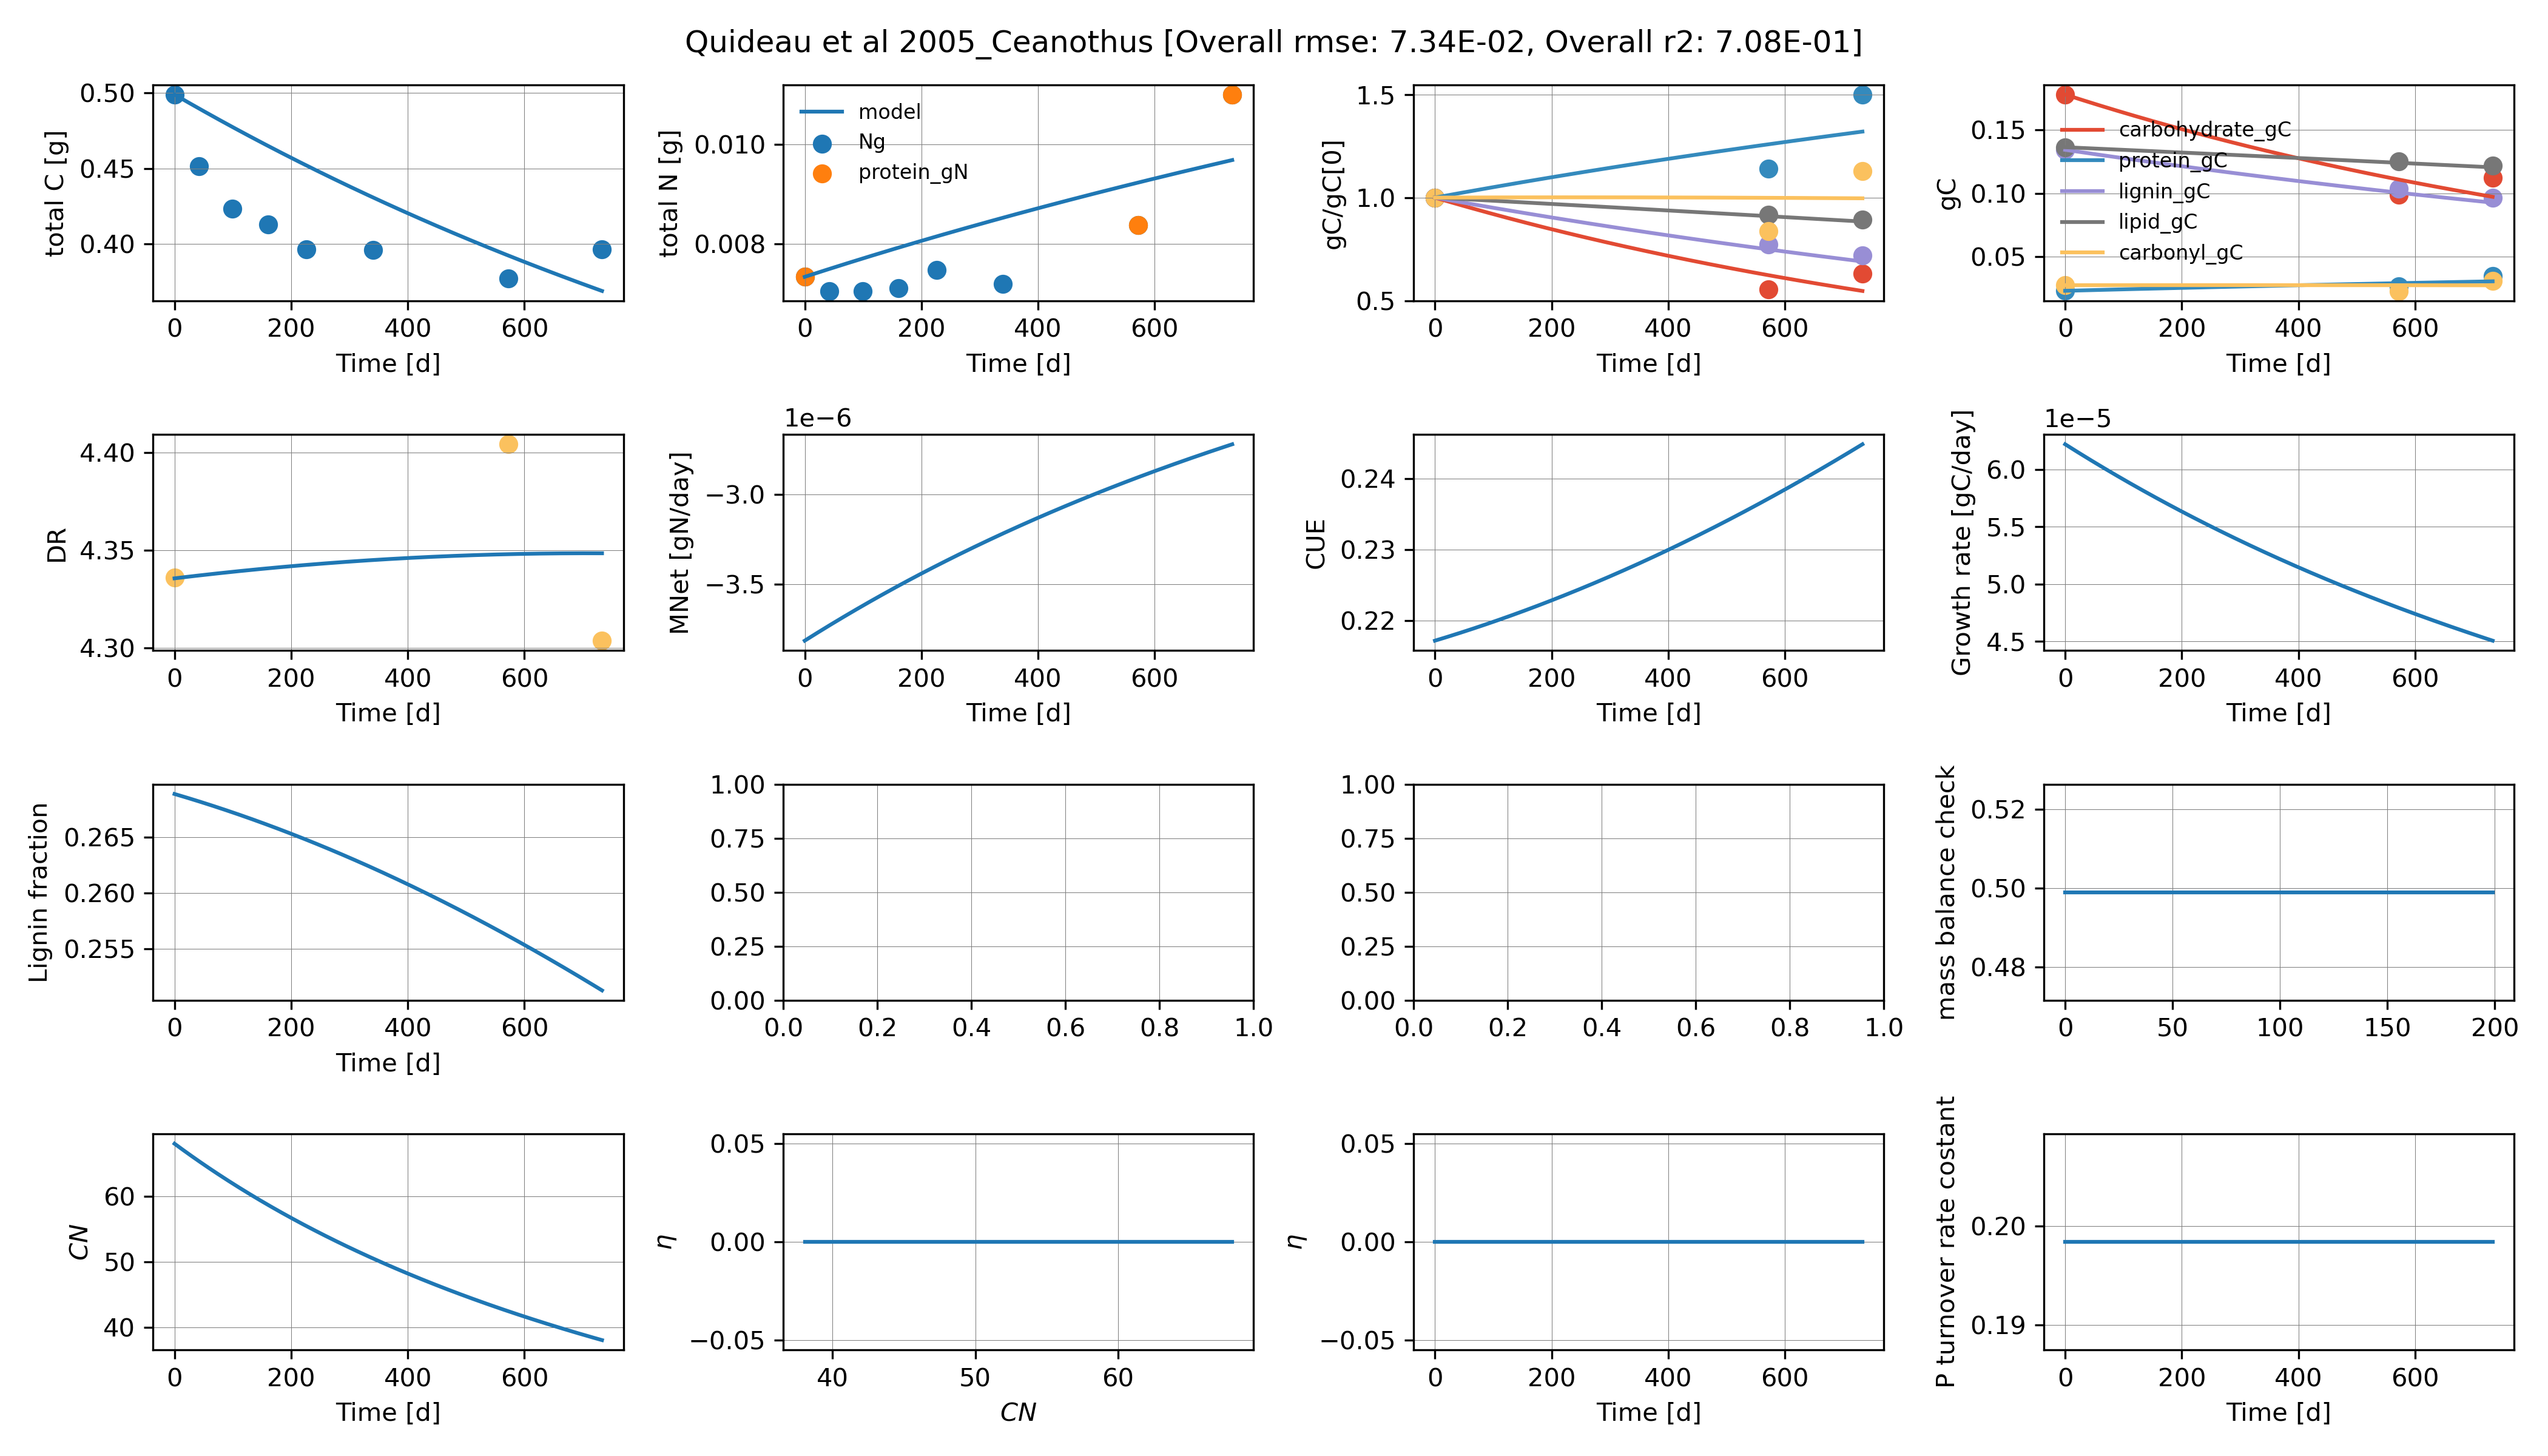 Quideau et al 2005_Ceanothus [Overall rmse: 7.34E-02, Overall r2: 7.08E-01]
total C [g]
0.50
0.45
0.40
0 200 400 600
Time [d]
total N [g]
0.010
0.008
model
Ng
protein_gN
0 200 400 600
Time [d]
gC/gC[0]
1.5
1.0
0.5
0 200 400 600
Time [d]
gC
0.15
0.10
0.05
carbohydrate_gC
protein_gC
lignin_gC
lipid_gC
carbonyl_gC
0 200 400 600
Time [d]
DR
4.40
4.35
4.30
0 200 400 600
Time [d]
1e−6
MNet [gN/day]
−3.0
−3.5
0 200 400 600
Time [d]
CUE
0.24
0.23
0.22
0 200 400 600
Time [d]
1e−5
Growth rate [gC/day]
6.0
5.5
5.0
4.5
0 200 400 600
Time [d]
Lignin fraction
0.265
0.260
0.255
0 200 400 600
Time [d]
1.00
0.75
0.50
0.25
0.00
0.0 0.2 0.4 0.6 0.8 1.0
1.00
0.75
0.50
0.25
0.00
0.0 0.2 0.4 0.6 0.8 1.0
mass balance check
0.52
0.50
0.48
0 50 100 150 200
CN
60
50
40
0 200 400 600
Time [d]
η
0.05
0.00
−0.05
40 50 60
CN
η
0.05
0.00
−0.05
0 200 400 600
Time [d]
P turnover rate costant
0.20
0.19
0 200 400 600
Time [d]